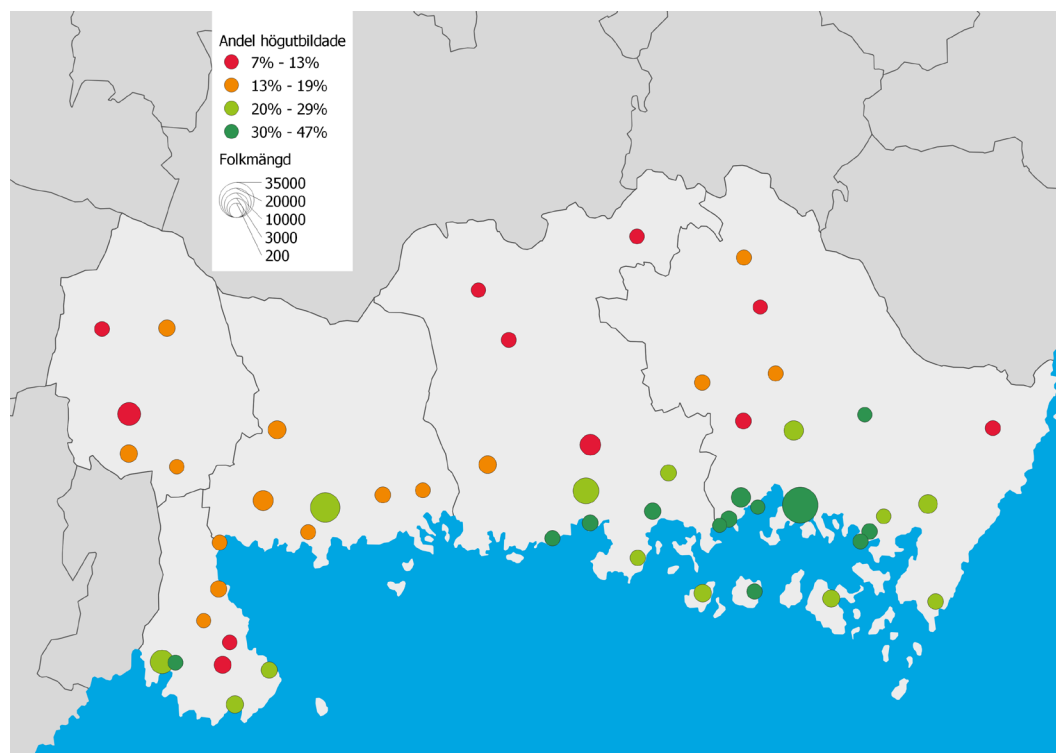 Andel högutbildade
7% - 13%
13% - 19%
20% - 29%
30% - 47%
Folkmängd
35000
20000
10000
3000
200